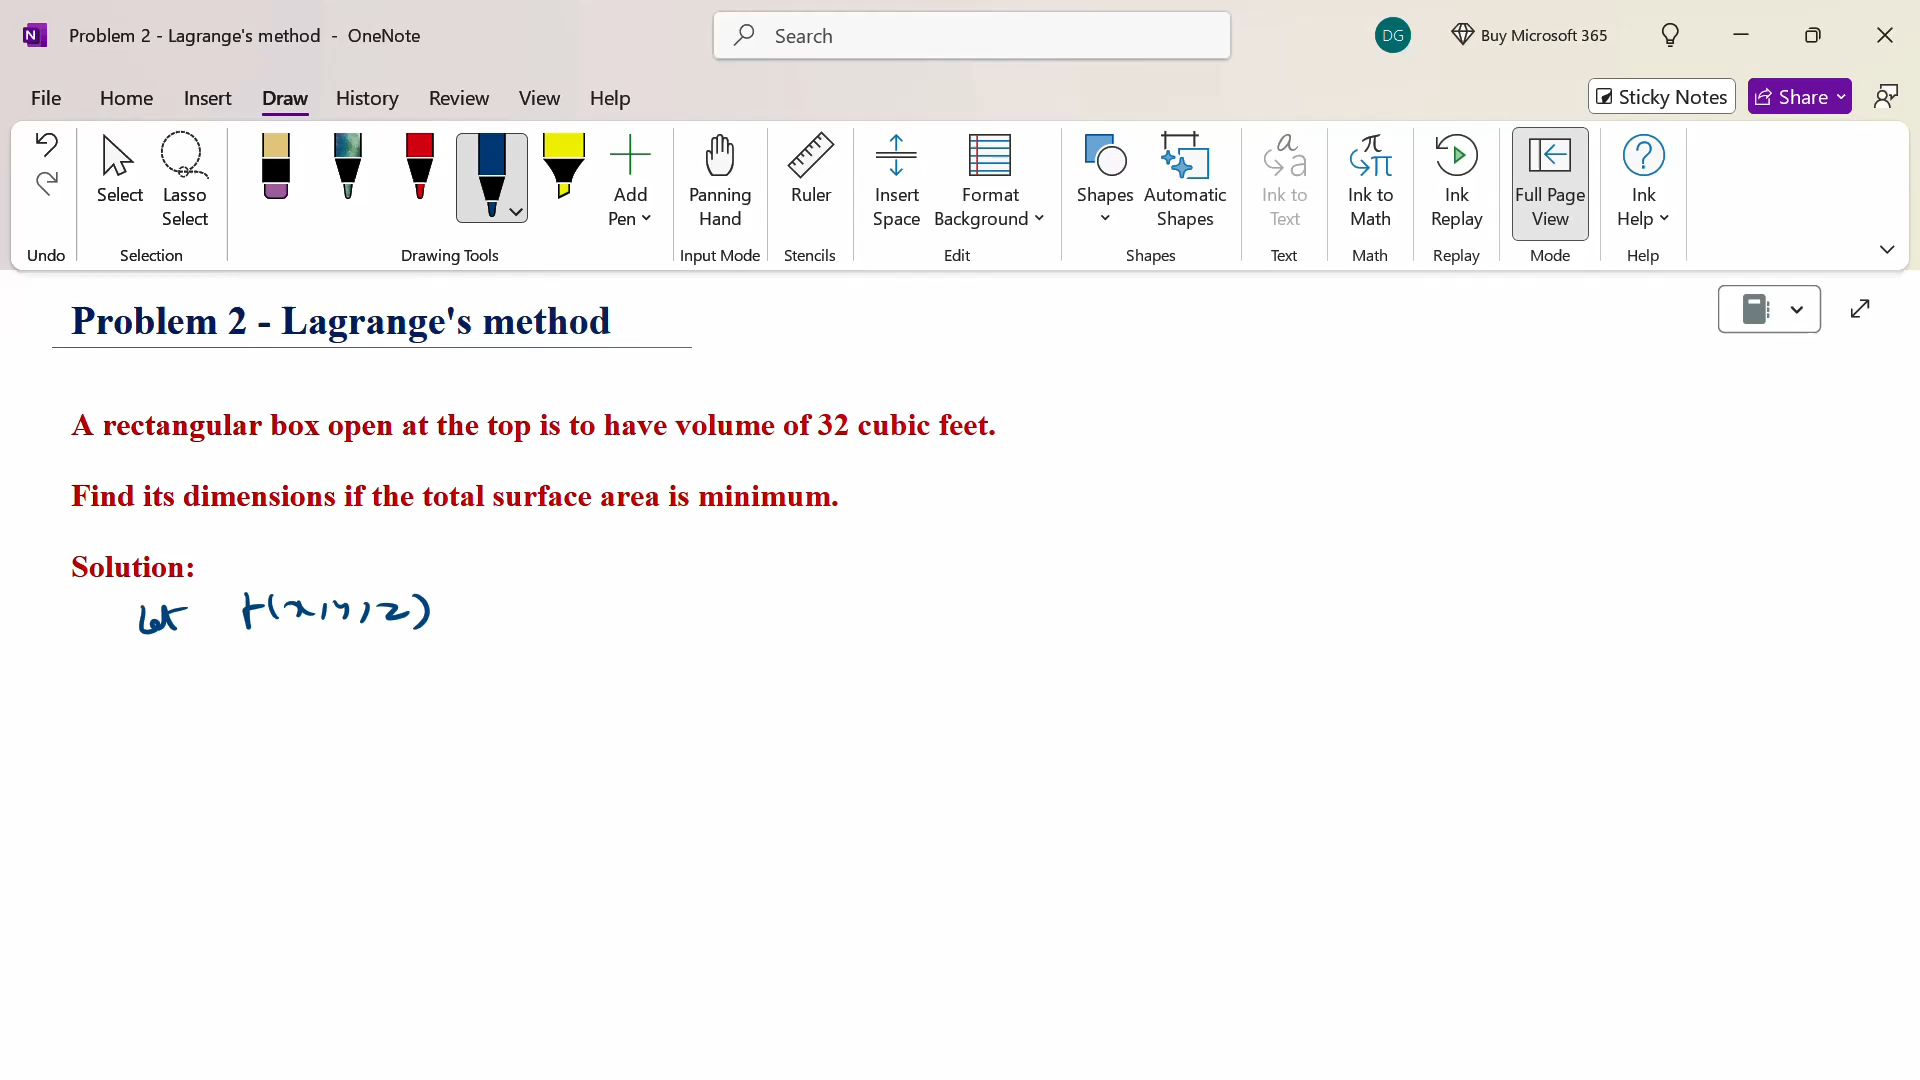 Problem 2 - Lagrange's method - OneNote
Search
DG
Buy Microsoft 365
File Home Insert Draw History Review View Help
Sticky Notes
Share
Select
Lasso Select
Add Pen
Panning Hand
Ruler
Insert Space
Format Background
Shapes
Automatic Shapes
Ink to Text
Ink to Math
Ink Replay
Full Page View
Ink Help
Undo Selection Drawing Tools Input Mode Stencils Edit Shapes Text Math Replay Mode Help
Problem 2 - Lagrange's method
A rectangular box open at the top is to have volume of 32 cubic feet.
Find its dimensions if the total surface area is minimum.
Solution:
Let f(x,y,z)